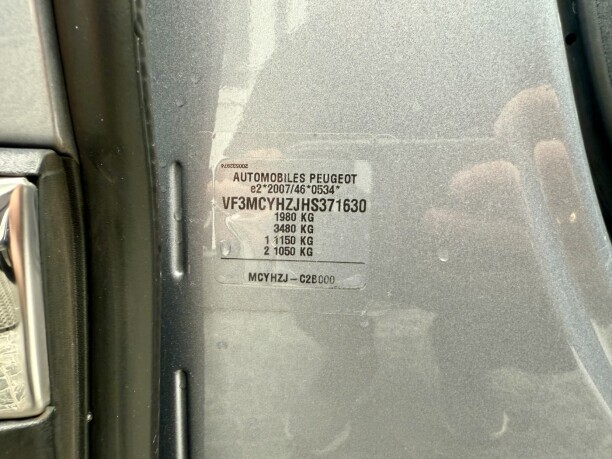 AUTOMOBILES PEUGEOT
e2*2007/46*0534*
VF3MCYHZJHS371630
1980 KG
3480 KG
1 1150 KG
2 1050 KG
MCYHZJ-C2B000